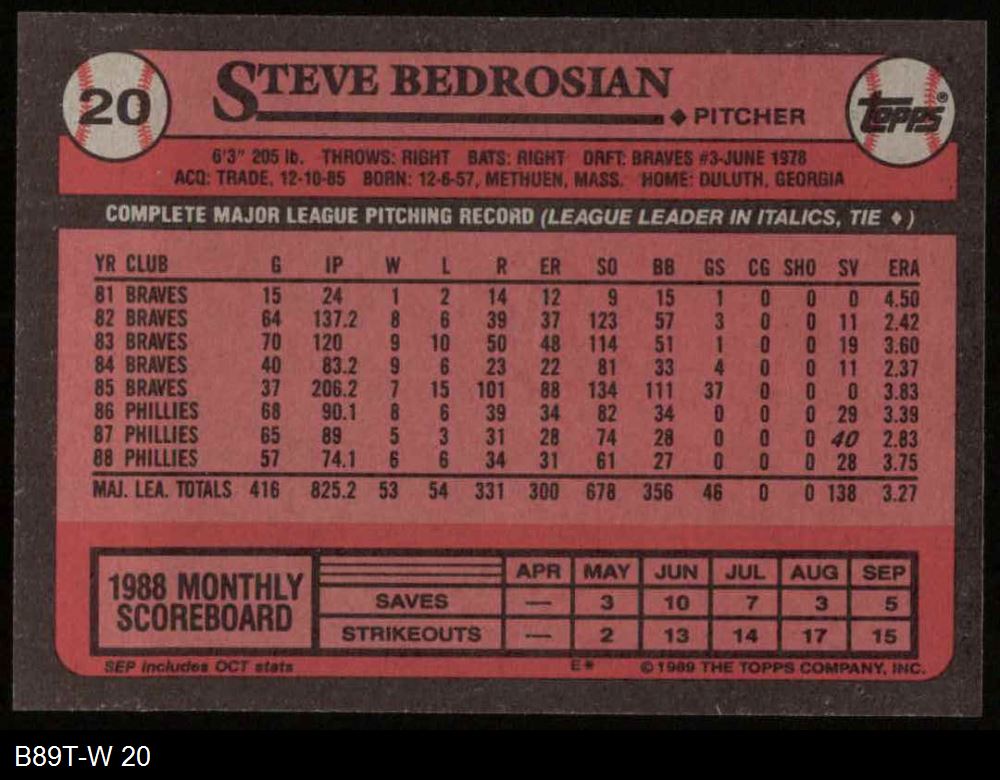 20
STEVE BEDROSIAN
♦ PITCHER
topps®
6'3" 205 lb. THROWS: RIGHT BATS: RIGHT DRFT: BRAVES #3-JUNE 1978
ACQ: TRADE, 12-10-85 BORN: 12-6-57, METHUEN, MASS. HOME: DULUTH, GEORGIA
COMPLETE MAJOR LEAGUE PITCHING RECORD (LEAGUE LEADER IN ITALICS, TIE ♦)
YR CLUB G IP W L R ER SO BB GS CG SHO SV ERA
81 BRAVES 15 24 1 2 14 12 9 15 1 0 0 0 4.50
82 BRAVES 64 137.2 8 6 39 37 123 57 3 0 0 11 2.42
83 BRAVES 70 120 9 10 50 48 114 51 1 0 0 19 3.60
84 BRAVES 40 83.2 9 6 23 22 81 33 4 0 0 11 2.37
85 BRAVES 37 206.2 7 15 101 88 134 111 37 0 0 0 3.83
86 PHILLIES 68 90.1 8 6 39 34 82 34 0 0 0 29 3.39
87 PHILLIES 65 89 5 3 31 28 74 28 0 0 0 40 2.83
88 PHILLIES 57 74.1 6 6 34 31 61 27 0 0 0 28 3.75
MAJ. LEA. TOTALS 416 825.2 53 54 331 300 678 356 46 0 0 138 3.27
1988 MONTHLY SCOREBOARD
APR MAY JUN JUL AUG SEP
SAVES — 3 10 7 3 5
STRIKEOUTS — 2 13 14 17 15
SEP includes OCT stats E* © 1989 THE TOPPS COMPANY, INC.
B89T-W 20